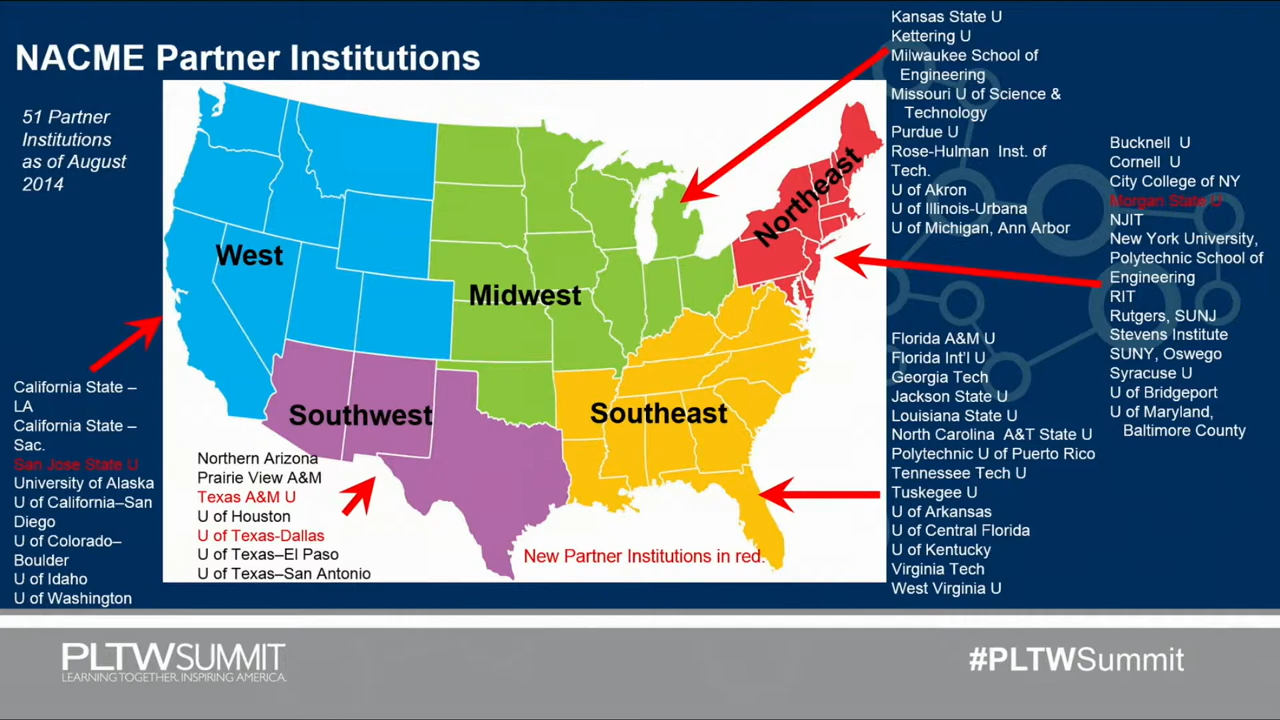 NACME Partner Institutions
51 Partner
Institutions
as of August
2014
West
Midwest
Northeast
Southwest
Southeast
California State –
LA
California State –
Sac.
San Jose State U
University of Alaska
U of California–San
Diego
U of Colorado–
Boulder
U of Idaho
U of Washington
Northern Arizona
Prairie View A&M
Texas A&M U
U of Houston
U of Texas-Dallas
U of Texas–El Paso
U of Texas–San Antonio
New Partner Institutions in red.
Kansas State U
Kettering U
Milwaukee School of
Engineering
Missouri U of Science &
Technology
Purdue U
Rose-Hulman Inst. of
Tech.
U of Akron
U of Illinois-Urbana
U of Michigan, Ann Arbor
Florida A&M U
Florida Int'l U
Georgia Tech
Jackson State U
Louisiana State U
North Carolina A&T State U
Polytechnic U of Puerto Rico
Tennessee Tech U
Tuskegee U
U of Arkansas
U of Central Florida
U of Kentucky
Virginia Tech
West Virginia U
Bucknell U
Cornell U
City College of NY
Morgan State U
NJIT
New York University,
Polytechnic School of
Engineering
RIT
Rutgers, SUNJ
Stevens Institute
SUNY, Oswego
Syracuse U
U of Bridgeport
U of Maryland,
Baltimore County
PLTWSUMMIT
LEARNING TOGETHER. INSPIRING AMERICA.
#PLTWSummit